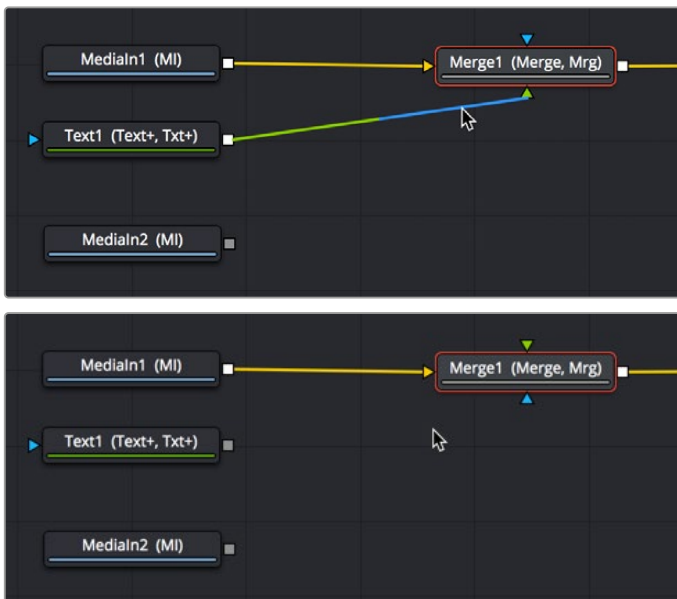 MediaIn1 (MI)
Merge1 (Merge, Mrg)
Text1 (Text+, Txt+)
MediaIn2 (MI)
MediaIn1 (MI)
Merge1 (Merge, Mrg)
Text1 (Text+, Txt+)
MediaIn2 (MI)